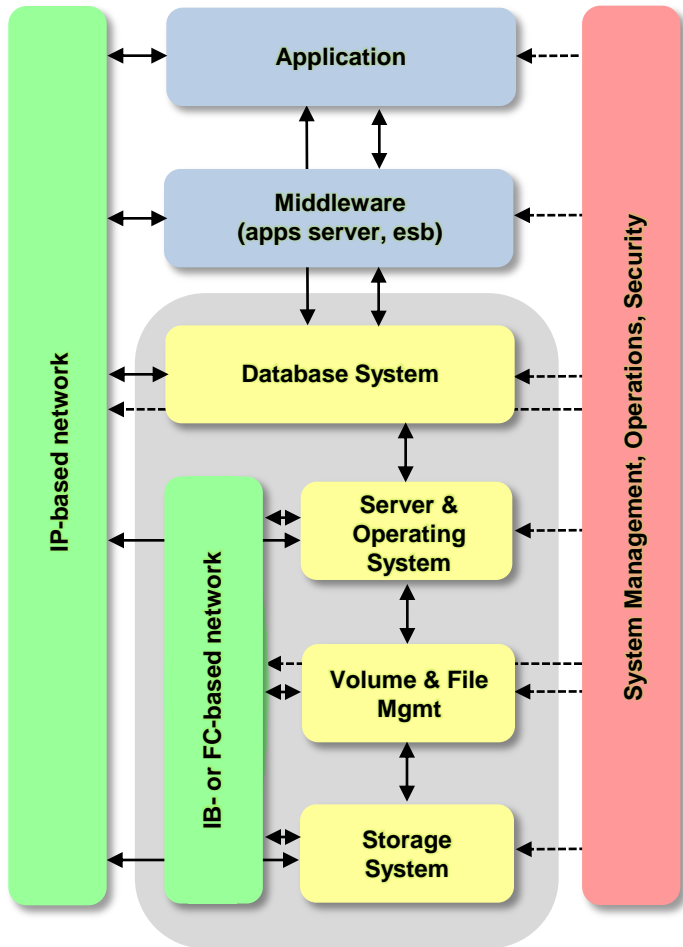 Application
Middleware
(apps server, esb)
Database System
Server &
Operating
System
Volume & File
Mgmt
Storage
System
IP-based network
IB- or FC-based network
System Management, Operations, Security